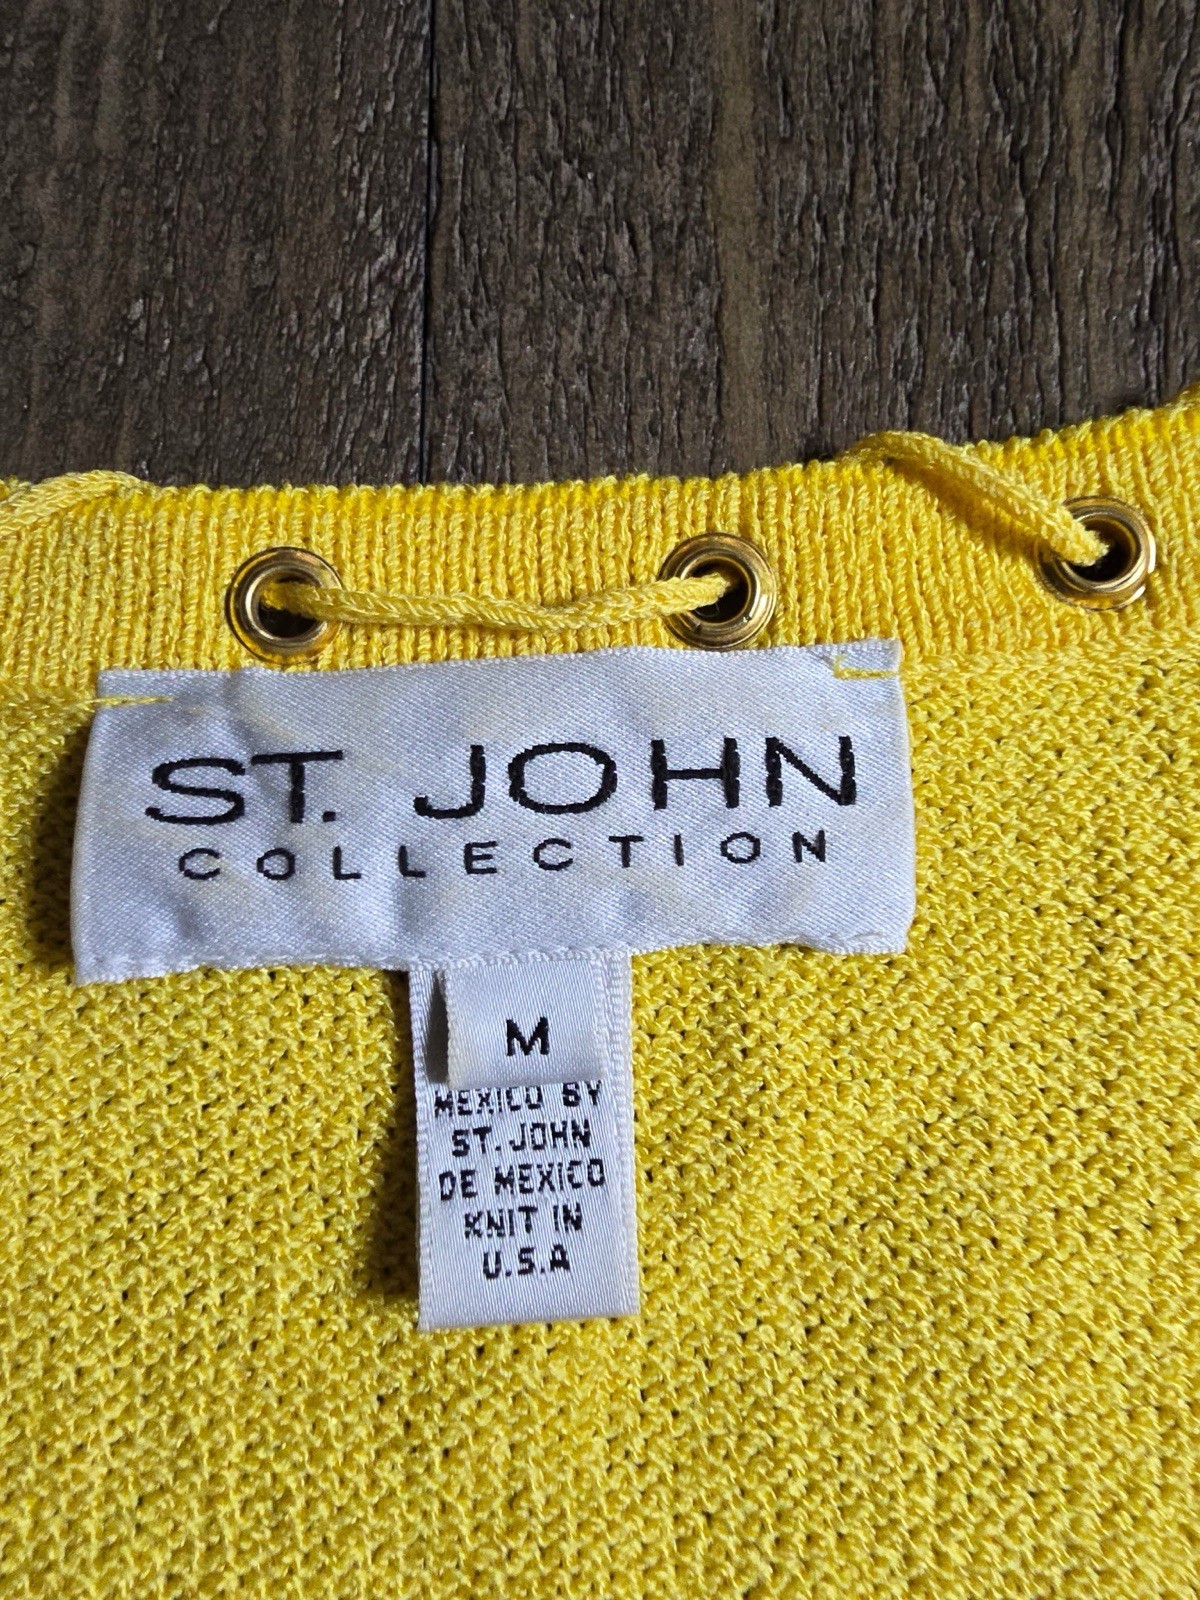 ST. JOHN
COLLECTION
M
MEXICO BY
ST. JOHN
DE MEXICO
KNIT IN
U.S.A